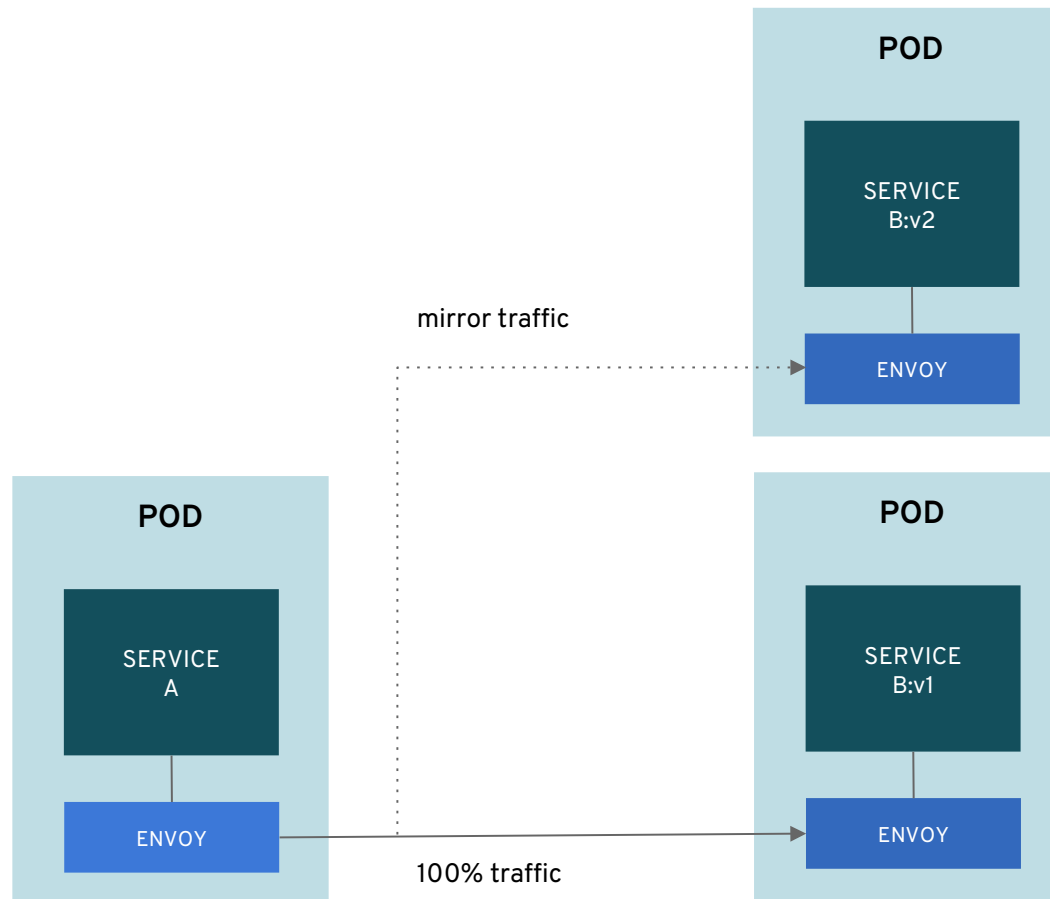 POD
SERVICE
B:v2
ENVOY
mirror traffic
POD
SERVICE
A
ENVOY
100% traffic
POD
SERVICE
B:v1
ENVOY